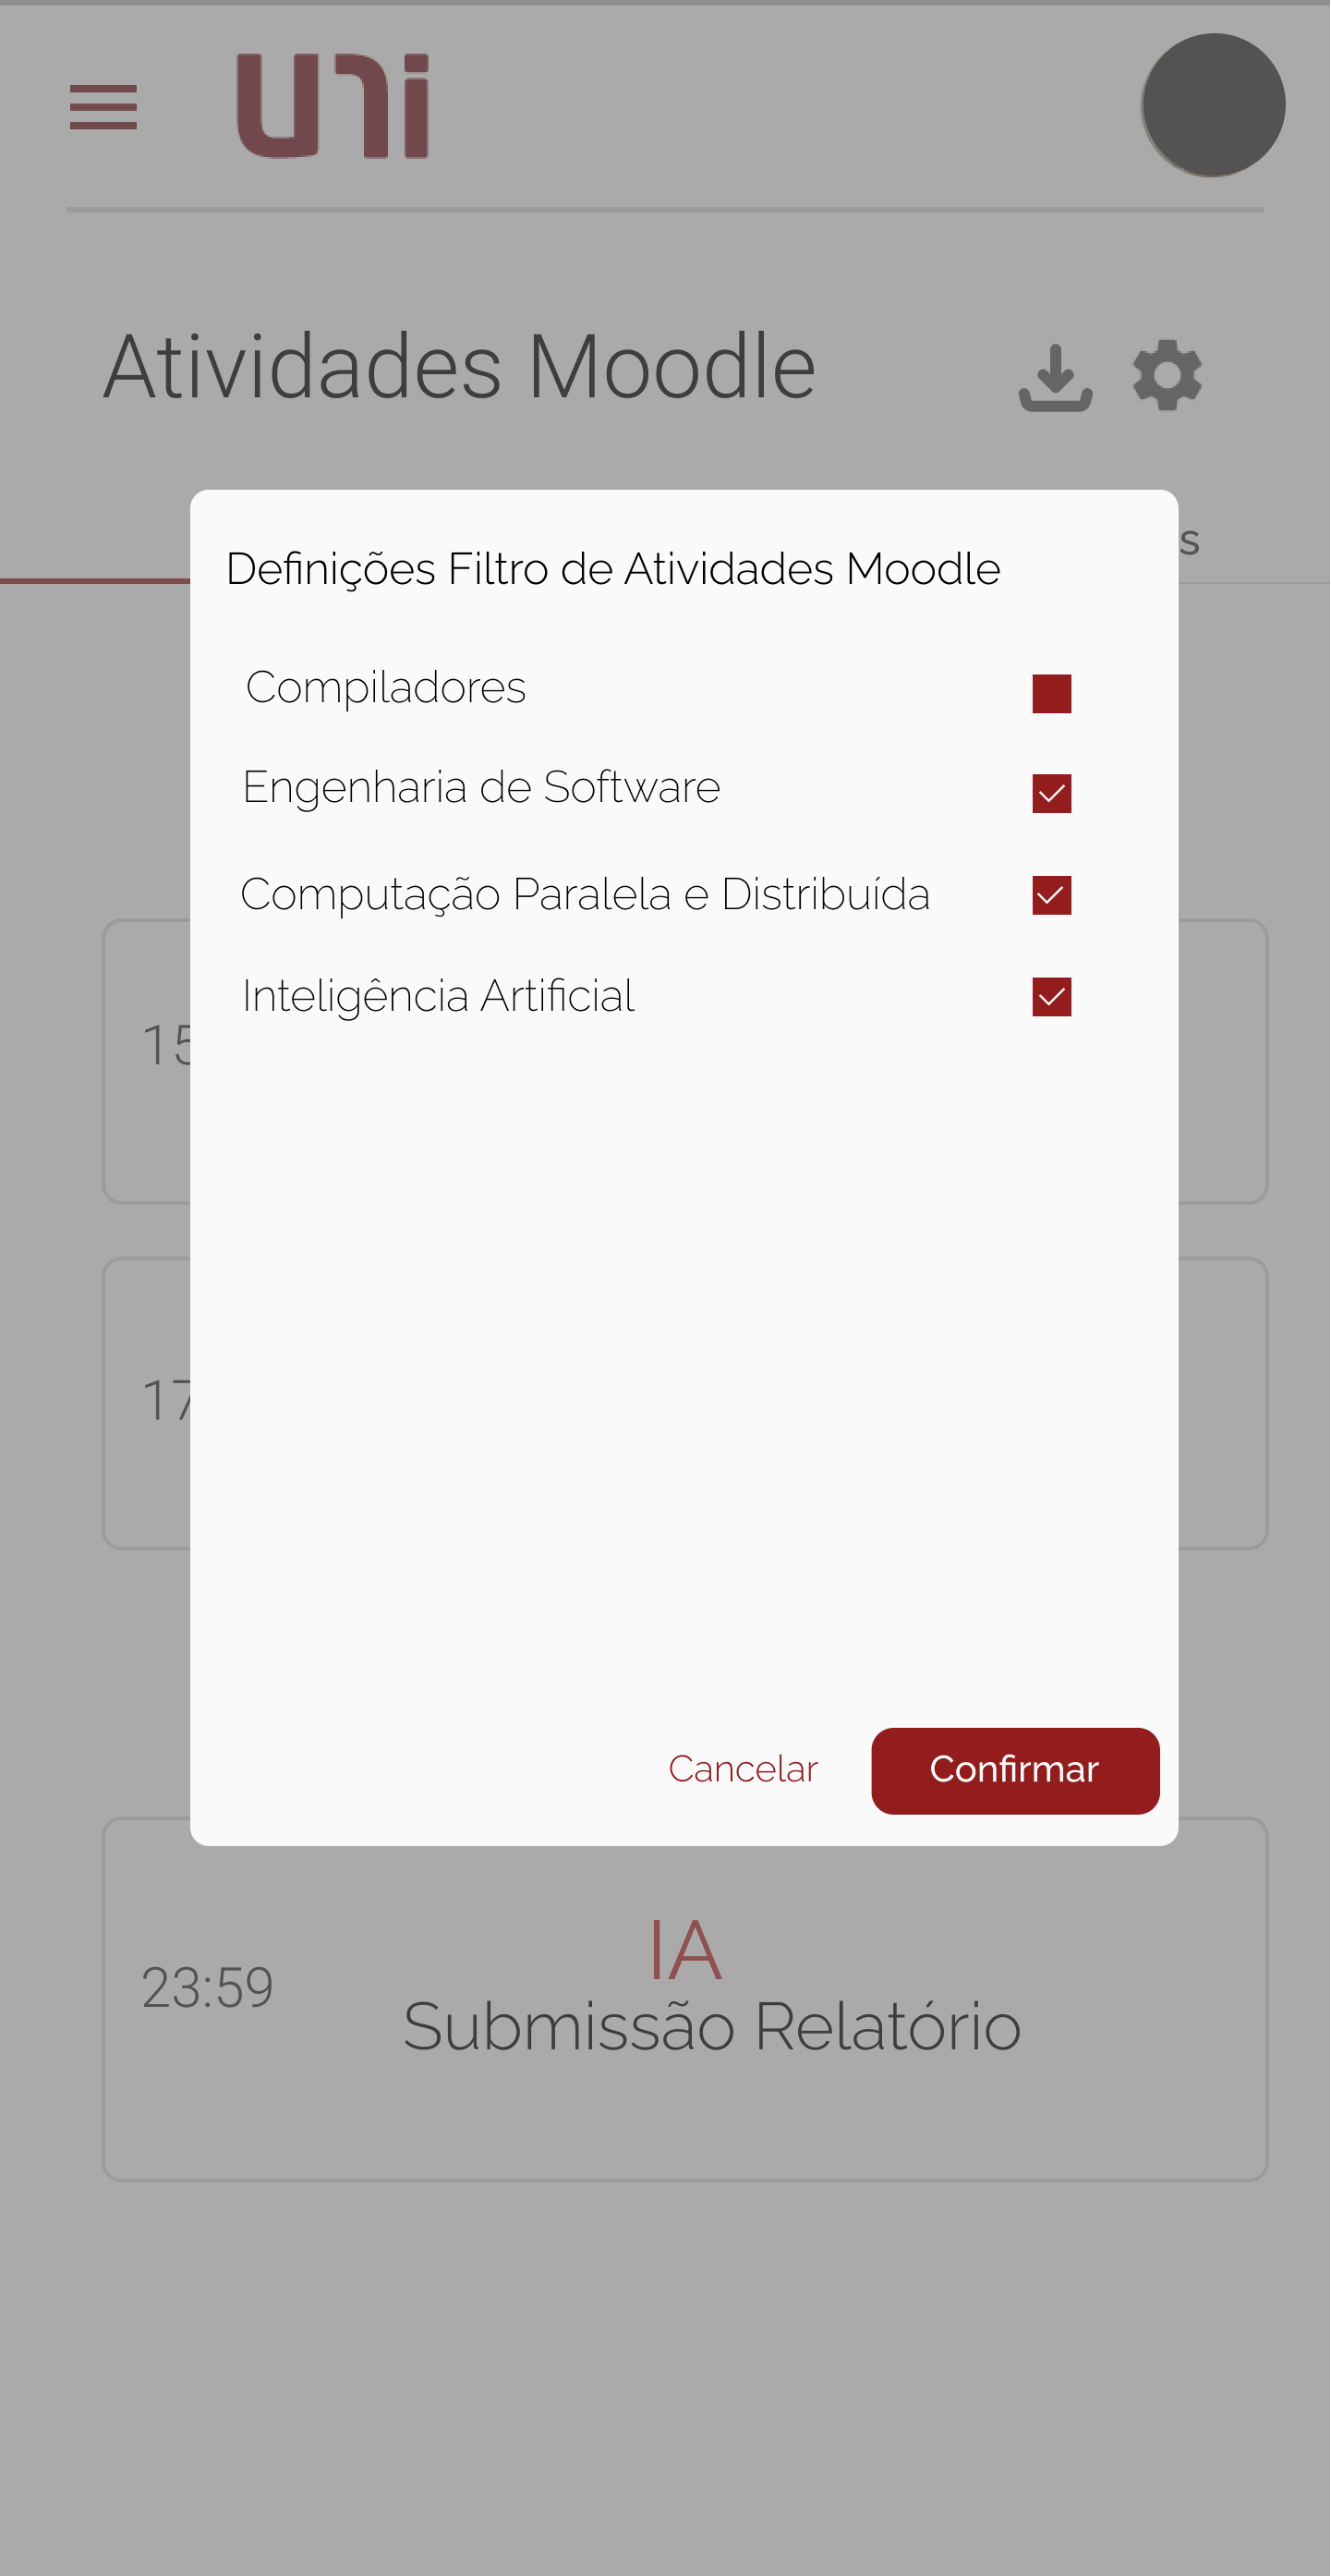 uni
Atividades Moodle
s
Definições Filtro de Atividades Moodle
Compiladores
Engenharia de Software
Computação Paralela e Distribuída
Inteligência Artificial
15
17
Cancelar
Confirmar
IA
23:59
Submissão Relatório